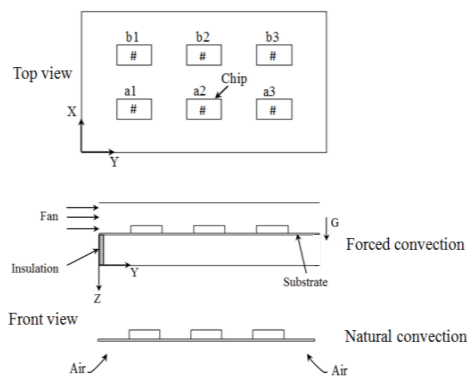 b1 b2 b3
# # #
Top view
Chip
a1 a2 a3
# # #
X
Y
Fan
G
Forced convection
Insulation
Y
Substrate
Z
Front view
Natural convection
Air Air